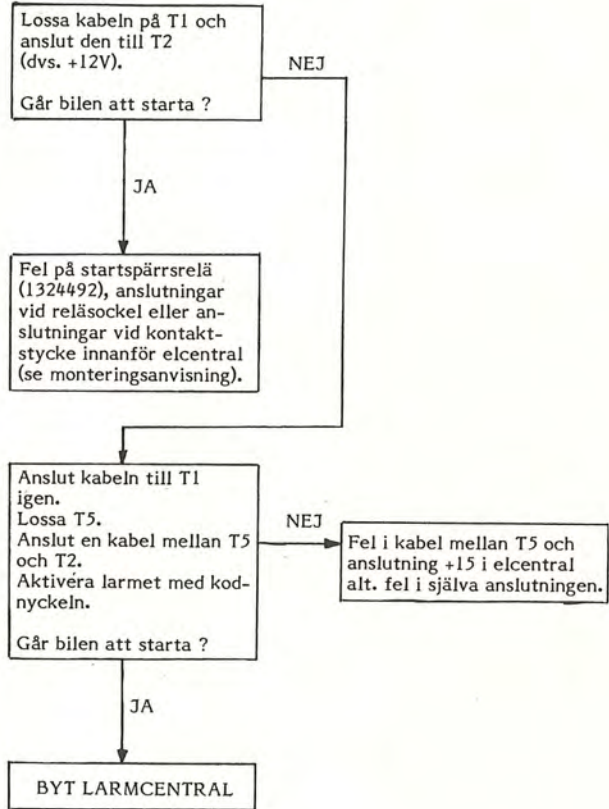 Lossa kabeln på T1 och
anslut den till T2
(dvs. +12V).
Går bilen att starta ?
NEJ
JA
Fel på startspärrsrelä
(1324492), anslutningar
vid reläsockel eller an-
slutningar vid kontakt-
stycke innanför elcentral
(se monteringsanvisning).
Anslut kabeln till T1
igen.
Lossa T5.
Anslut en kabel mellan T5
och T2.
Aktivéra larmet med kod-
nyckeln.
Går bilen att starta ?
NEJ
Fel i kabel mellan T5 och
anslutning +15 i elcentral
alt. fel i själva anslutningen.
JA
BYT LARMCENTRAL